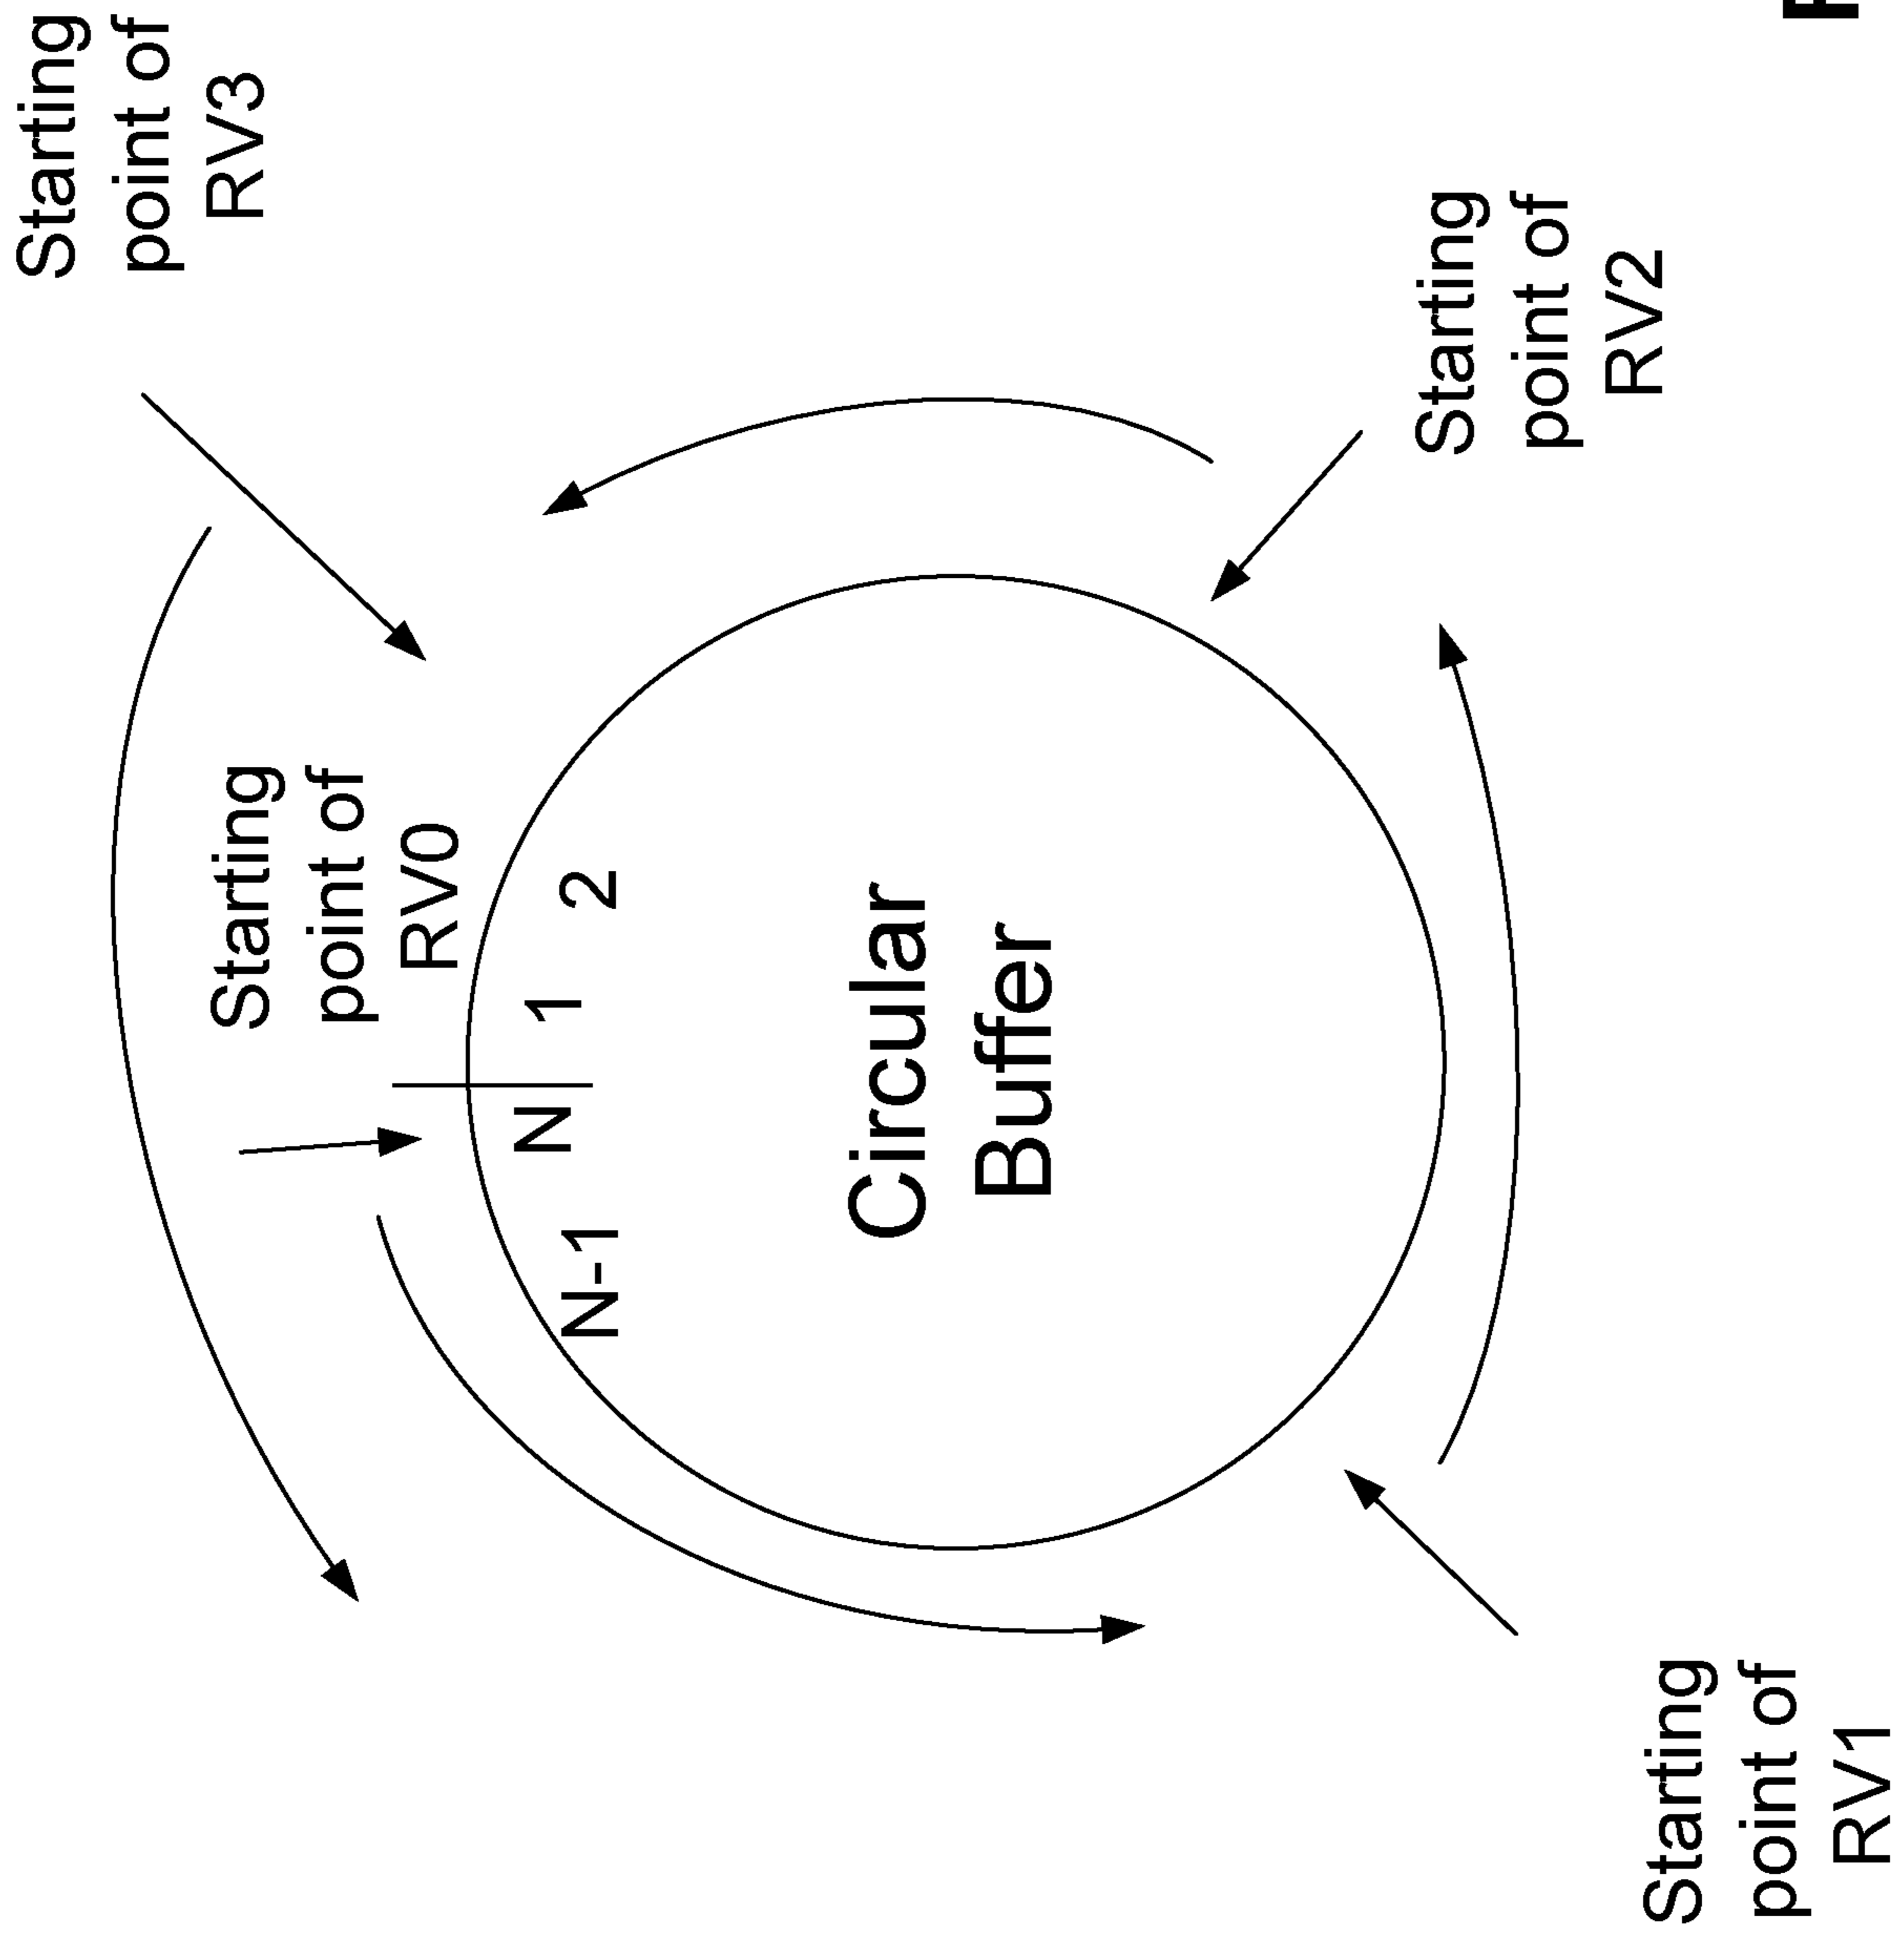 Starting
point of
RV3
Starting
point of
RV0
N-1 N 1 2
Circular
Buffer
Starting
point of
RV2
Starting
point of
RV1